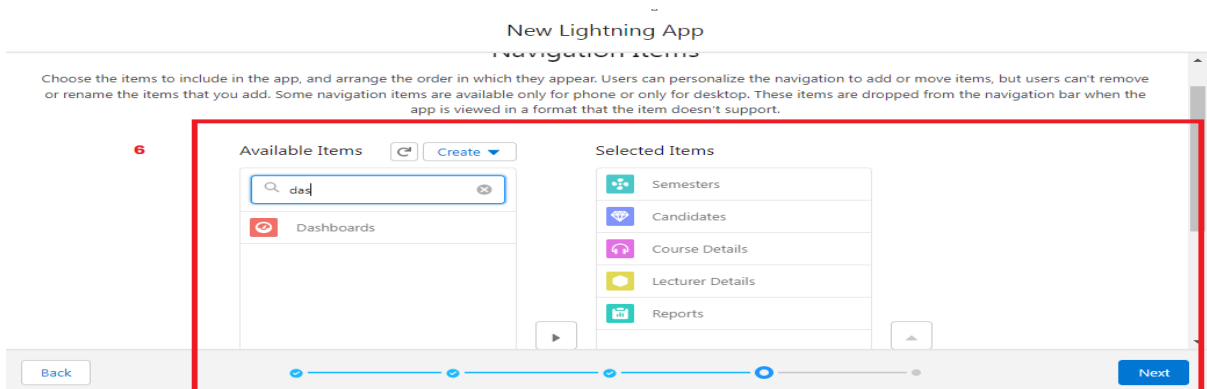 New Lightning App
Navigation Items
Choose the items to include in the app, and arrange the order in which they appear. Users can personalize the navigation to add or move items, but users can't remove
or rename the items that you add. Some navigation items are available only for phone or only for desktop. These items are dropped from the navigation bar when the
app is viewed in a format that the item doesn't support.
6
Available Items
Create
Selected Items
das
Dashboards
Semesters
Candidates
Course Details
Lecturer Details
Reports
Back
Next